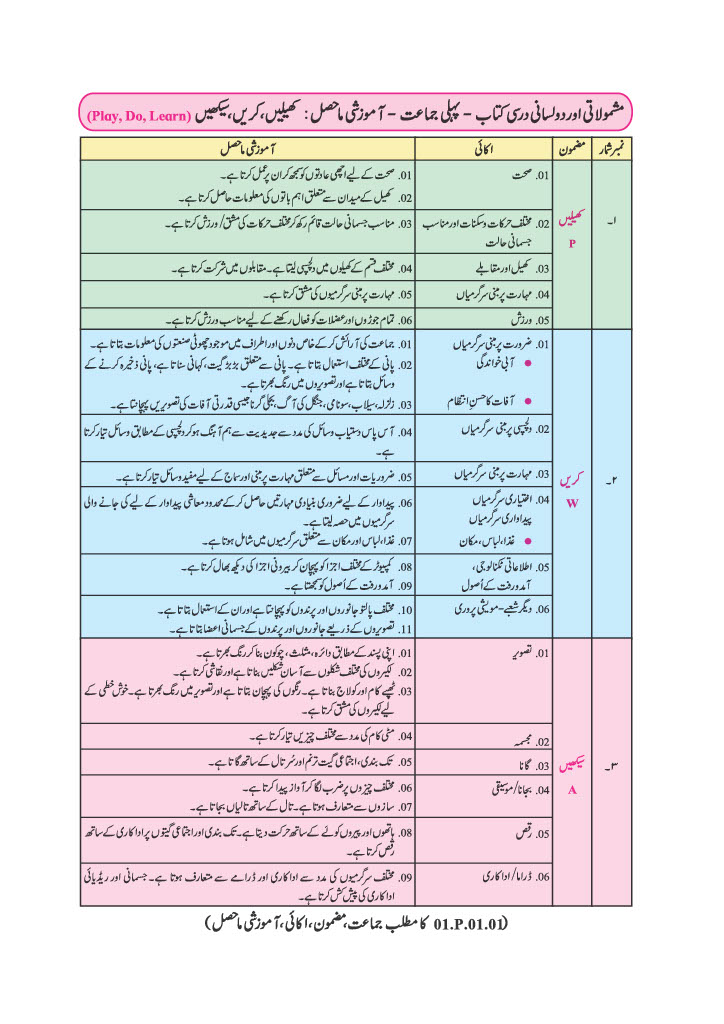 مشمولاتی اور دولسانی درسی کتاب - پہلی جماعت - آموزشی ماحصل : کھیلیں، کریں، سیکھیں (Play, Do, Learn)
نمبر شمار مضمون اکائی آموزشی ماحصل
۱۔ کھیلیں P
01. صحت
01. صحت کے لیے اچھی عادتوں کو سمجھ کر ان پر عمل کرتا ہے۔
02. کھیل کے میدان سے متعلق اہم باتوں کی معلومات حاصل کرتا ہے۔
02. مختلف حرکات و سکنات اور مناسب
جسمانی حالت
03. مناسب جسمانی حالت قائم رکھ کر مختلف حرکات کی مشق/ورزش کرتا ہے۔
03. کھیل اور مقابلے
04. مختلف قسم کے کھیلوں میں دلچسپی لیتا ہے۔ مقابلوں میں شرکت کرتا ہے۔
04. مہارت پر مبنی سرگرمیاں
05. مہارت پر مبنی سرگرمیوں کی مشق کرتا ہے۔
05. ورزش
06. تمام جوڑوں اور عضلات کو فعال رکھنے کے لیے مناسب ورزش کرتا ہے۔
۲۔ کریں W
01. ضرورت پر مبنی سرگرمیاں
• آبی خواندگی
• آفات کا حسنِ انتظام
01. جماعت کی آرائش کر کے خاص دنوں اور اطراف میں موجود چھوٹی صنعتوں کی معلومات بتاتا ہے۔
02. پانی کے مختلف استعمال بتاتا ہے۔ پانی سے متعلق بڑبڑ گیت، کہانی سناتا ہے، پانی ذخیرہ کرنے کے
وسائل بتاتا ہے اور تصویروں میں رنگ بھرتا ہے۔
03. زلزلہ، سیلاب، سونامی، جنگل کی آگ، بجلی گرنا جیسی قدرتی آفات کی تصویریں پہچانتا ہے۔
02. دلچسپی پر مبنی سرگرمیاں
04. آس پاس دستیاب وسائل کی مدد سے جدیدیت سے ہم آہنگ ہو کر دلچسپی کے مطابق وسائل تیار کرتا
ہے۔
03. مہارت پر مبنی سرگرمیاں
05. ضروریات اور مسائل سے متعلق مہارت پر مبنی اور سماج کے لیے مفید وسائل تیار کرتا ہے۔
04. اختیاری سرگرمیاں
پیداواری سرگرمیاں
• غذا، لباس، مکان
06. پیداوار کے لیے ضروری بنیادی مہارتیں حاصل کر کے محدود معاشی پیداوار کے لیے کی جانے والی
سرگرمیوں میں حصہ لیتا ہے۔
07. غذا، لباس اور مکان سے متعلق سرگرمیوں میں شامل ہوتا ہے۔
05. اطلاعاتی تکنالوجی،
آمدورفت کے اُصول
08. کمپیوٹر کے مختلف اجزا کو پہچان کر بیرونی اجزا کی دیکھ بھال کرتا ہے۔
09. آمدورفت کے اُصول کو سمجھتا ہے۔
06. دیگر شعبے - مویشی پروری
10. مختلف پالتو جانوروں اور پرندوں کو پہچانتا ہے اور ان کے استعمال بتاتا ہے۔
11. تصویروں کے ذریعے جانوروں اور پرندوں کے جسمانی اعضا بتاتا ہے۔
۳۔ سیکھیں A
01. تصویر
01. اپنی پسند کے مطابق دائرہ، مثلث، چوکون بنا کر رنگ بھرتا ہے۔
02. لکیروں کی مختلف شکلوں سے آسان شکلیں بناتا ہے اور نقاشی کرتا ہے۔
03. ٹھپے کام اور کولاج بناتا ہے۔ رنگوں کی پہچان بتاتا ہے اور تصویر میں رنگ بھرتا ہے۔ خوش خطی کے
لیے لکیروں کی مشق کرتا ہے۔
02. مجسمہ
04. مٹی کام کی مدد سے مختلف چیزیں تیار کرتا ہے۔
03. گانا
05. تک بندی، اجتماعی گیت ترنم اور سُر تال کے ساتھ گاتا ہے۔
04. بجانا/موسیقی
06. مختلف چیزوں پر ضرب لگا کر آواز پیدا کرتا ہے۔
07. سازوں سے متعارف ہوتا ہے۔ تال کے ساتھ تالیاں بجاتا ہے۔
05. رقص
08. ہاتھوں اور پیروں کو لے کے ساتھ حرکت دیتا ہے۔ تک بندی اور اجتماعی گیتوں پر اداکاری کے ساتھ
رقص کرتا ہے۔
06. ڈراما/اداکاری
09. مختلف سرگرمیوں کی مدد سے اداکاری اور ڈرامے سے متعارف ہوتا ہے۔ جسمانی اور ریڈیائی
اداکاری کی پیش کش کرتا ہے۔
(01.P.01.01 کا مطلب جماعت، مضمون، اکائی، آموزشی ماحصل)